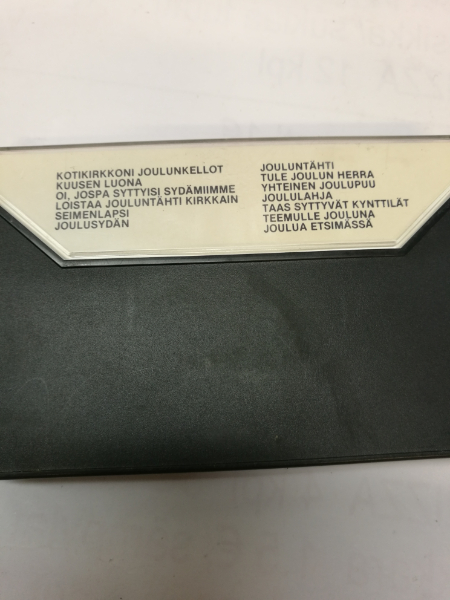 KOTIKIRKKONI JOULUNKELLOT
KUUSEN LUONA
OI, JOSPA SYTTYISI SYDÄMIIMME
LOISTAA JOULUNTÄHTI KIRKKAIN
SEIMENLAPSI
JOULUSYDÄN
JOULUNTÄHTI
TULE JOULUN HERRA
YHTEINEN JOULUPUU
JOULULAHJA
TAAS SYTTYVÄT KYNTTILÄT
TEEMULLE JOULUNA
JOULUA ETSIMÄSSÄ